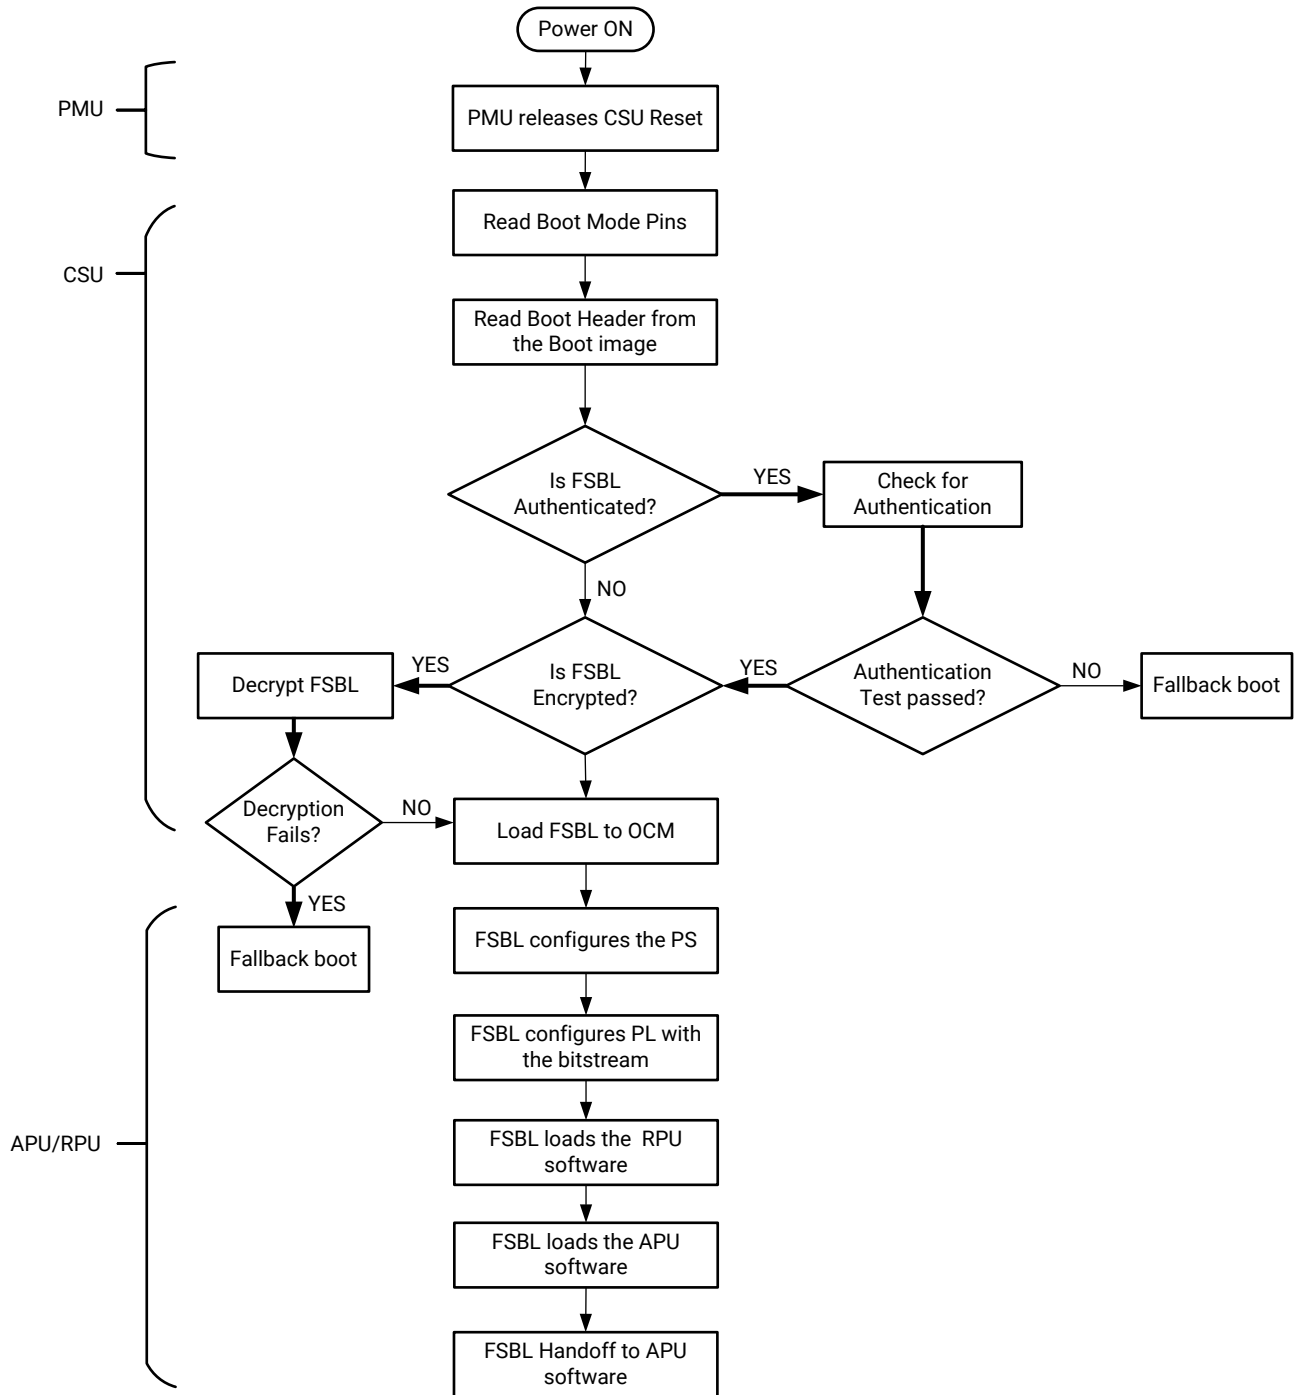 Power ON
PMU
PMU releases CSU Reset
Read Boot Mode Pins
CSU
Read Boot Header from
the Boot image
Is FSBL
Authenticated?
YES
Check for
Authentication
NO
Decrypt FSBL
YES
Is FSBL
Encrypted?
YES
Authentication
Test passed?
NO
Fallback boot
Decryption
Fails?
NO
Load FSBL to OCM
YES
Fallback boot
FSBL configures the PS
FSBL configures PL with
the bitstream
APU/RPU
FSBL loads the  RPU
software
FSBL loads the APU
software
FSBL Handoff to APU
software